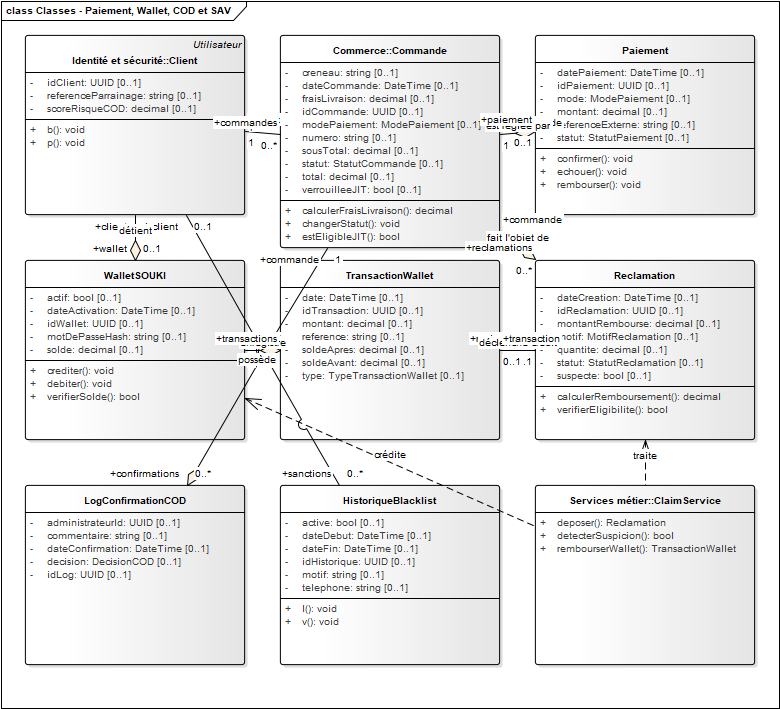 class Classes - Paiement, Wallet, COD et SAV
Utilisateur
Identité et sécurité::Client
- idClient: UUID [0..1]
- referenceParrainage: string [0..1]
- scoreRisqueCOD: decimal [0..1]
+ b(): void
+ p(): void
Commerce::Commande
- creneau: string [0..1]
- dateCommande: DateTime [0..1]
- fraisLivraison: decimal [0..1]
- idCommande: UUID [0..1]
- modePaiement: ModePaiement [0..1]
- numero: string [0..1]
- sousTotal: decimal [0..1]
- statut: StatutCommande [0..1]
- total: decimal [0..1]
- verrouilleeJIT: bool [0..1]
+ calculerFraisLivraison(): decimal
+ changerStatut(): void
+ estEligibleJIT(): bool
Paiement
- datePaiement: DateTime [0..1]
- idPaiement: UUID [0..1]
- mode: ModePaiement [0..1]
- montant: decimal [0..1]
eferenceExterne: string [0..1]
- statut: StatutPaiement [0..1]
+ confirmer(): void
+ echouer(): void
+ rembourser(): void
+commandes
1
0..*
+paiement
1
0..1
+client
0..1
détient
+wallet
0..1
+commande
1
+commande
fait l'objet de
+reclamations
0..*
WalletSOUKI
- actif: bool [0..1]
- dateActivation: DateTime [0..1]
- idWallet: UUID [0..1]
- motDePasseHash: string [0..1]
- solde: decimal [0..1]
+ crediter(): void
+ debiter(): void
+ verifierSolde(): bool
TransactionWallet
- date: DateTime [0..1]
- idTransaction: UUID [0..1]
- montant: decimal [0..1]
- reference: string [0..1]
- soldeApres: decimal [0..1]
- soldeAvant: decimal [0..1]
- type: TypeTransactionWallet [0..1]
Reclamation
- dateCreation: DateTime [0..1]
- idReclamation: UUID [0..1]
- montantRembourse: decimal [0..1]
motif: MotifReclamation [0..1]
- quantite: decimal [0..1]
- statut: StatutReclamation [0..1]
- suspecte: bool [0..1]
+ calculerRemboursement(): decimal
+ verifierEligibilite(): bool
+transactions
possède
+transaction
0..1
crédite
traite
+confirmations
0..*
+sanctions
0..*
LogConfirmationCOD
- administrateurId: UUID [0..1]
- commentaire: string [0..1]
- dateConfirmation: DateTime [0..1]
- decision: DecisionCOD [0..1]
- idLog: UUID [0..1]
HistoriqueBlacklist
- active: bool [0..1]
- dateDebut: DateTime [0..1]
- dateFin: DateTime [0..1]
- idHistorique: UUID [0..1]
- motif: string [0..1]
- telephone: string [0..1]
+ l(): void
+ v(): void
Services métier::ClaimService
+ deposer(): Reclamation
+ detecterSuspicion(): bool
+ rembourserWallet(): TransactionWallet